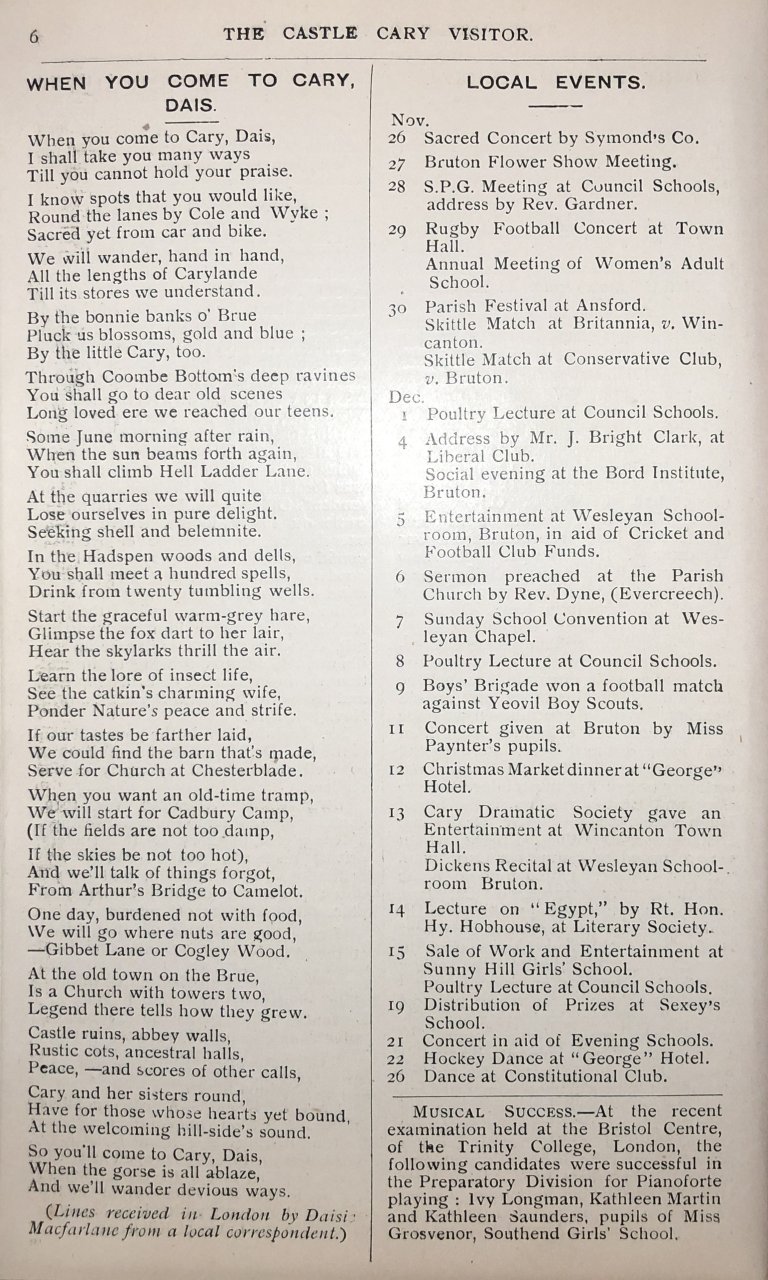 6
THE CASTLE CARY VISITOR.
WHEN YOU COME TO CARY,
DAIS.
When you come to Cary, Dais,
I shall take you many ways
Till you cannot hold your praise.
I know spots that you would like,
Round the lanes by Cole and Wyke ;
Sacred yet from car and bike.
We will wander, hand in hand,
All the lengths of Carylande
Till its stores we understand.
By the bonnie banks o' Brue
Pluck us blossoms, gold and blue ;
By the little Cary, too.
Through Coombe Bottom's deep ravines
You shall go to dear old scenes
Long loved ere we reached our teens.
Some June morning after rain,
When the sun beams forth again,
You shall climb Hell Ladder Lane.
At the quarries we will quite
Lose ourselves in pure delight.
Seeking shell and belemnite.
In the Hadspen woods and dells,
You shall meet a hundred spells,
Drink from twenty tumbling wells.
Start the graceful warm-grey hare,
Glimpse the fox dart to her lair,
Hear the skylarks thrill the air.
Learn the lore of insect life,
See the catkin's charming wife,
Ponder Nature's peace and strife.
If our tastes be farther laid,
We could find the barn that's made,
Serve for Church at Chesterblade.
When you want an old-time tramp,
We will start for Cadbury Camp,
(If the fields are not too damp,
If the skies be not too hot),
And we'll talk of things forgot,
From Arthur's Bridge to Camelot.
One day, burdened not with food,
We will go where nuts are good,
—Gibbet Lane or Cogley Wood.
At the old town on the Brue,
Is a Church with towers two,
Legend there tells how they grew.
Castle ruins, abbey walls,
Rustic cots, ancestral halls,
Peace, —and scores of other calls,
Cary and her sisters round,
Have for those whose hearts yet bound,
At the welcoming hill-side's sound.
So you'll come to Cary, Dais,
When the gorse is all ablaze,
And we'll wander devious ways.
(Lines received in London by Daisie
Macfarlane from a local correspondent.)
LOCAL EVENTS.
Nov.
26 Sacred Concert by Symond's Co.
27 Bruton Flower Show Meeting.
28 S.P.G. Meeting at Council Schools,
address by Rev. Gardner.
29 Rugby Football Concert at Town
Hall.
Annual Meeting of Women's Adult
School.
30 Parish Festival at Ansford.
Skittle Match at Britannia, v. Win-
canton.
Skittle Match at Conservative Club,
v. Bruton.
Dec.
1 Poultry Lecture at Council Schools.
4 Address by Mr. J. Bright Clark, at
Liberal Club.
Social evening at the Bord Institute,
Bruton.
5 Entertainment at Wesleyan School-
room, Bruton, in aid of Cricket and
Football Club Funds.
6 Sermon preached at the Parish
Church by Rev. Dyne, (Evercreech).
7 Sunday School Convention at Wes-
leyan Chapel.
8 Poultry Lecture at Council Schools.
9 Boys' Brigade won a football match
against Yeovil Boy Scouts.
11 Concert given at Bruton by Miss
Paynter's pupils.
12 Christmas Market dinner at "George"
Hotel.
13 Cary Dramatic Society gave an
Entertainment at Wincanton Town
Hall.
Dickens Recital at Wesleyan School-
room Bruton.
14 Lecture on "Egypt," by Rt. Hon.
Hy. Hobhouse, at Literary Society.
15 Sale of Work and Entertainment at
Sunny Hill Girls' School.
Poultry Lecture at Council Schools.
19 Distribution of Prizes at Sexey's
School.
21 Concert in aid of Evening Schools.
22 Hockey Dance at "George" Hotel.
26 Dance at Constitutional Club.
MUSICAL SUCCESS.—At the recent
examination held at the Bristol Centre,
of the Trinity College, London, the
following candidates were successful in
the Preparatory Division for Pianoforte
playing : Ivy Longman, Kathleen Martin
and Kathleen Saunders, pupils of Miss
Grosvenor, Southend Girls' School.